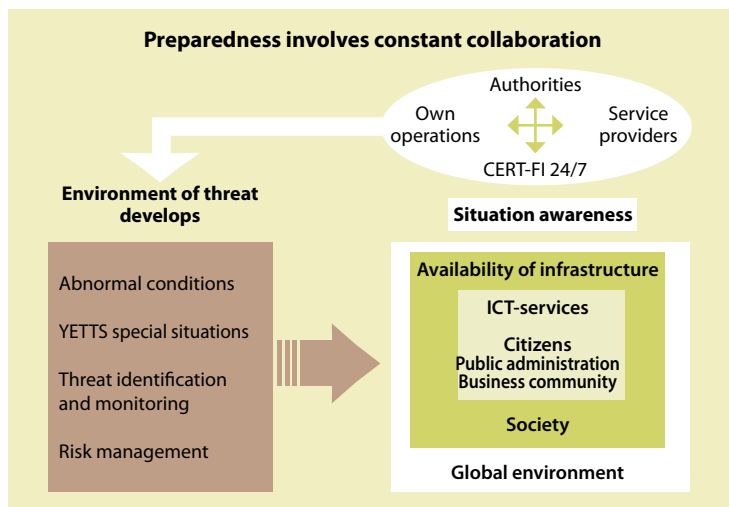 Preparedness involves constant collaboration
Authorities
Own
operations
Service
providers
CERT-FI 24/7
Environment of threat
develops
Situation awareness
Abnormal conditions
YETTS special situations
Threat identification
and monitoring
Risk management
Availability of infrastructure
ICT-services
Citizens
Public administration
Business community
Society
Global environment